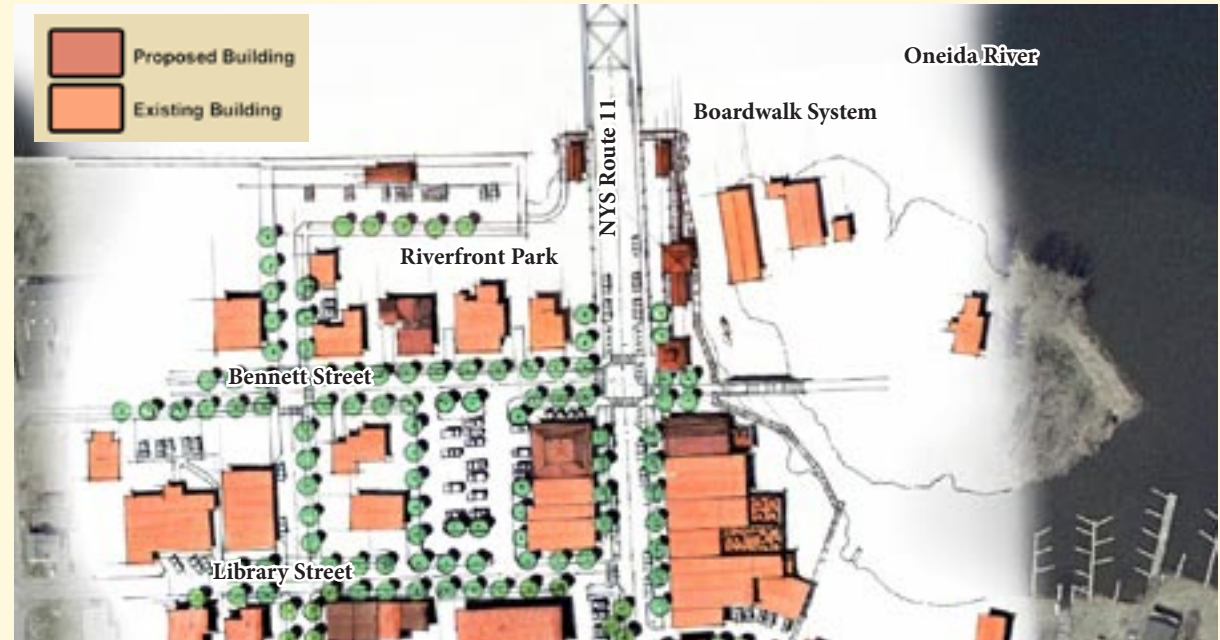 Proposed Building
Existing Building
Oneida River
Boardwalk System
NYS Route 11
Riverfront Park
Bennett Street
Library Street